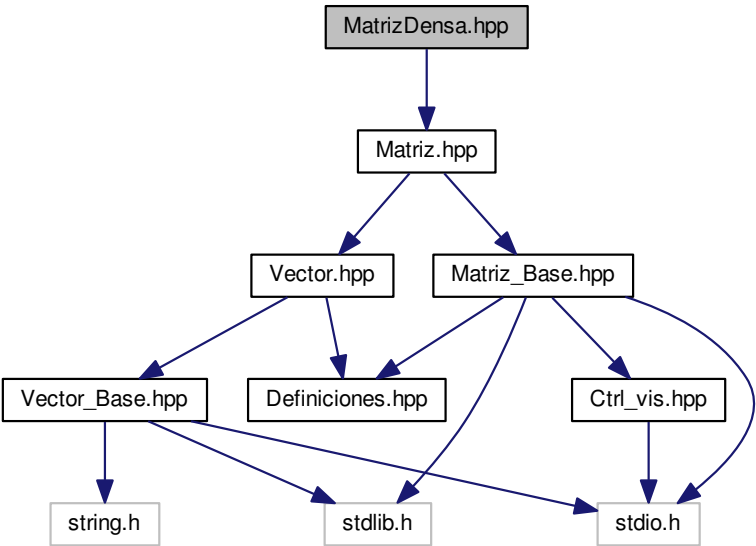 MatrizDensa.hpp
Matriz.hpp
Vector.hpp
Matriz_Base.hpp
Vector_Base.hpp
Definiciones.hpp
Ctrl_vis.hpp
string.h
stdlib.h
stdio.h